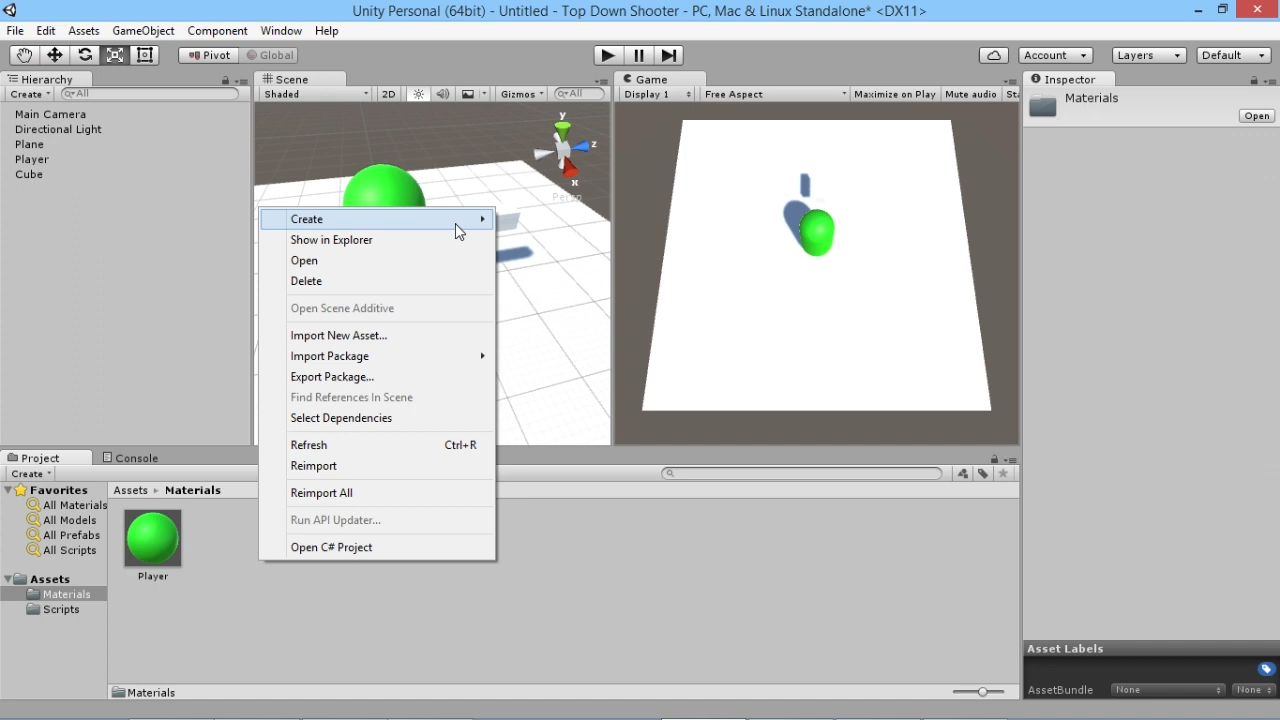 Unity Personal (64bit) - Untitled - Top Down Shooter - PC, Mac & Linux Standalone* <DX11>
File Edit Assets GameObject Component Window Help
Pivot Global Account Layers Default
Hierarchy
Create All
Main Camera
Directional Light
Plane
Player
Cube
Scene
Shaded 2D Gizmos All
y
z
x
Persp
Game
Display 1 Free Aspect Maximize on Play Mute audio St
Inspector
Materials
Open
Create
Show in Explorer
Open
Delete
Open Scene Additive
Import New Asset...
Import Package
Export Package...
Find References In Scene
Select Dependencies
Refresh Ctrl+R
Reimport
Reimport All
Run API Updater...
Open C# Project
Project Console
Create
Favorites
All Materials
All Models
All Prefabs
All Scripts
Assets
Materials
Scripts
Assets Materials
Player
Materials
Asset Labels
AssetBundle None None